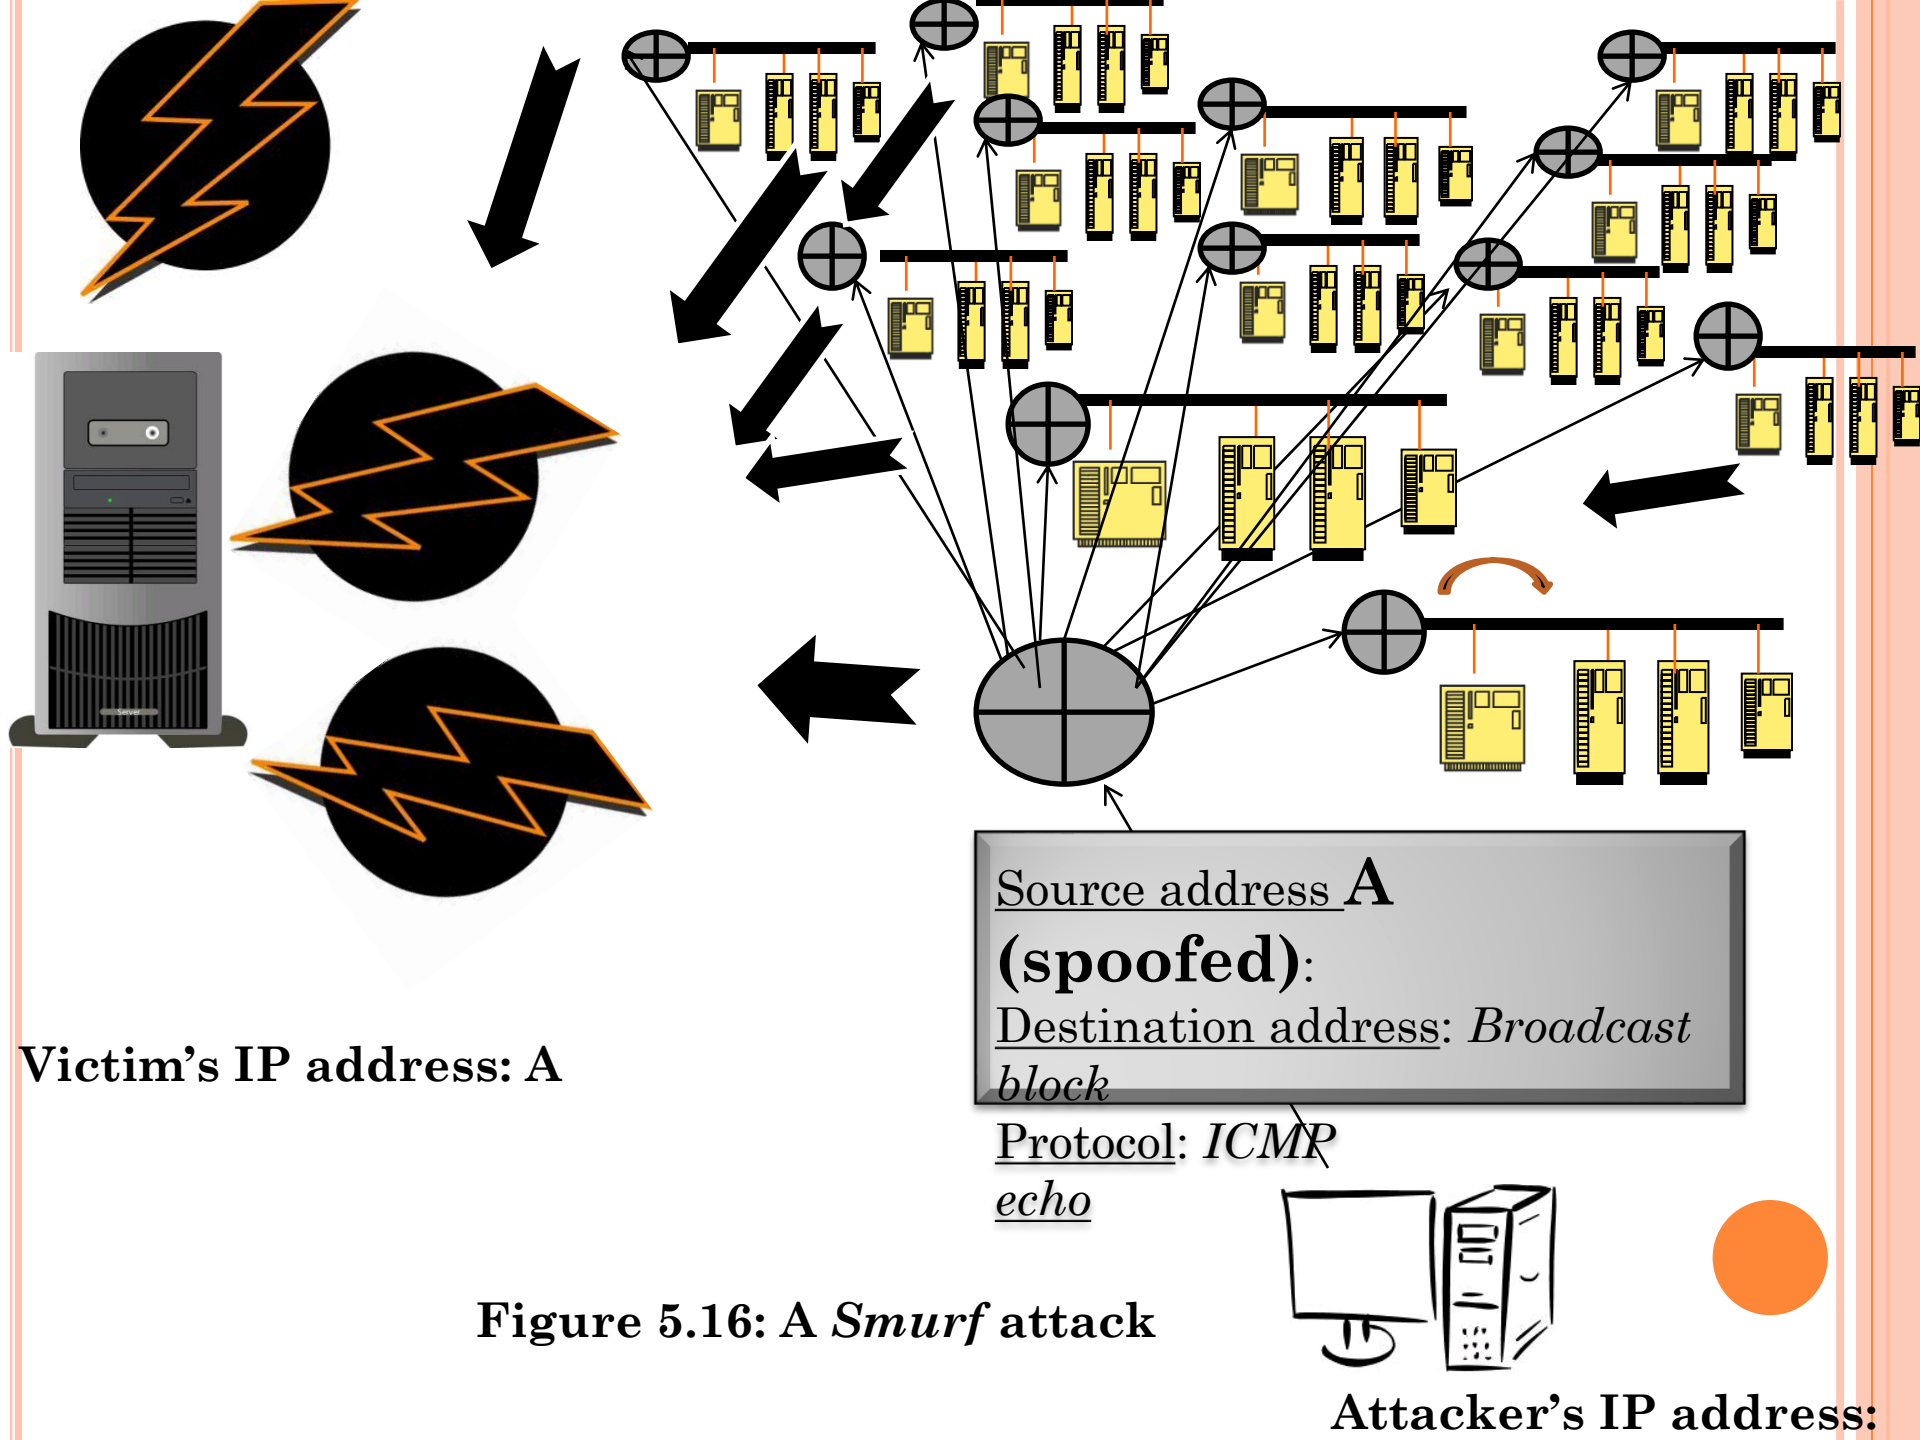 Source address A
(spoofed):
Destination address: Broadcast
block
Protocol: ICMP
echo
Victim’s IP address: A
Server
Figure 5.16: A Smurf attack
Attacker’s IP address: